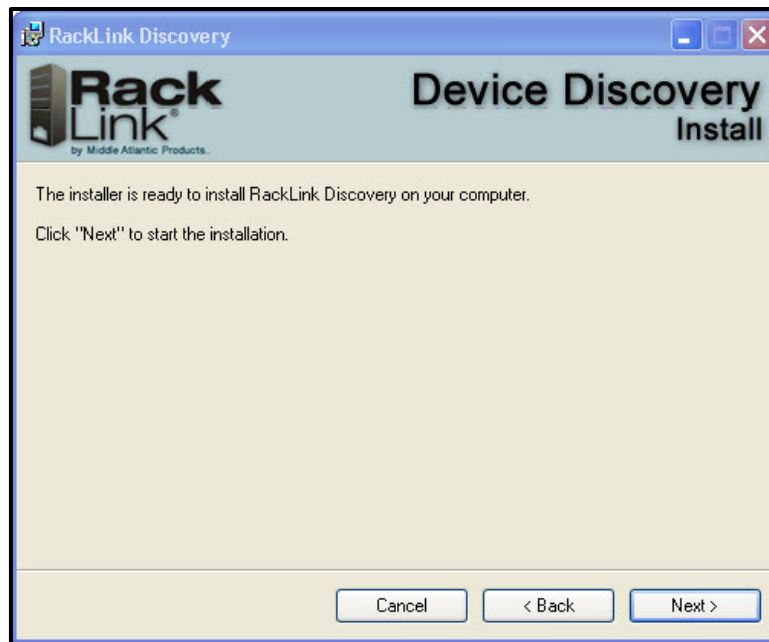 RackLink Discovery
Rack
Link®
by Middle Atlantic Products.
Device Discovery
Install
The installer is ready to install RackLink Discovery on your computer.
Click "Next" to start the installation.
Cancel
< Back
Next >